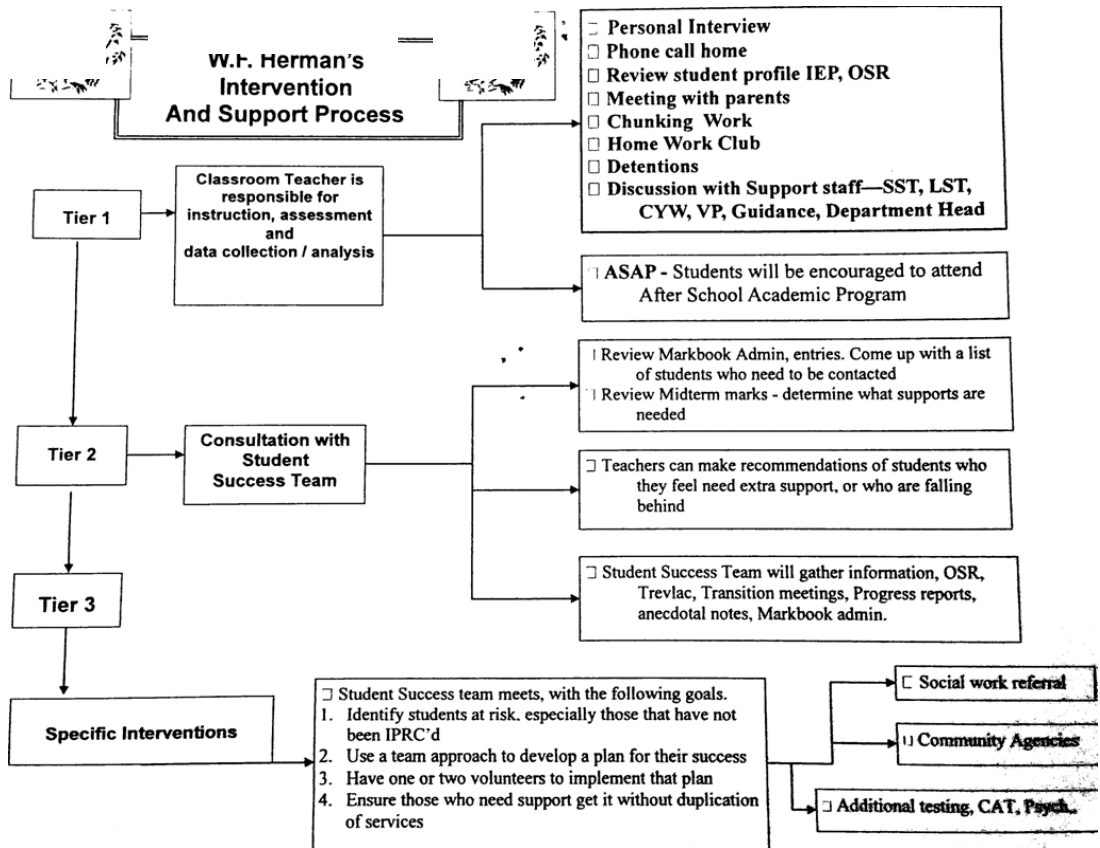 W.F. Herman's
Intervention
And Support Process
Personal Interview
Phone call home
Review student profile IEP, OSR
Meeting with parents
Chunking Work
Home Work Club
Detentions
Discussion with Support staff—SST, LST,
CYW, VP, Guidance, Department Head
Tier 1
Classroom Teacher is
responsible for
instruction, assessment
and
data collection / analysis
ASAP - Students will be encouraged to attend
After School Academic Program
Review Markbook Admin, entries. Come up with a list
of students who need to be contacted
Review Midterm marks - determine what supports are
needed
Tier 2
Consultation with
Student
Success Team
Teachers can make recommendations of students who
they feel need extra support, or who are falling
behind
Tier 3
Student Success Team will gather information, OSR,
Trevlac, Transition meetings, Progress reports,
anecdotal notes, Markbook admin.
Specific Interventions
Student Success team meets, with the following goals.
1. Identify students at risk, especially those that have not
been IPRC'd
2. Use a team approach to develop a plan for their success
3. Have one or two volunteers to implement that plan
4. Ensure those who need support get it without duplication
of services
Social work referral
Community Agencies
Additional testing, CAT, Psych.